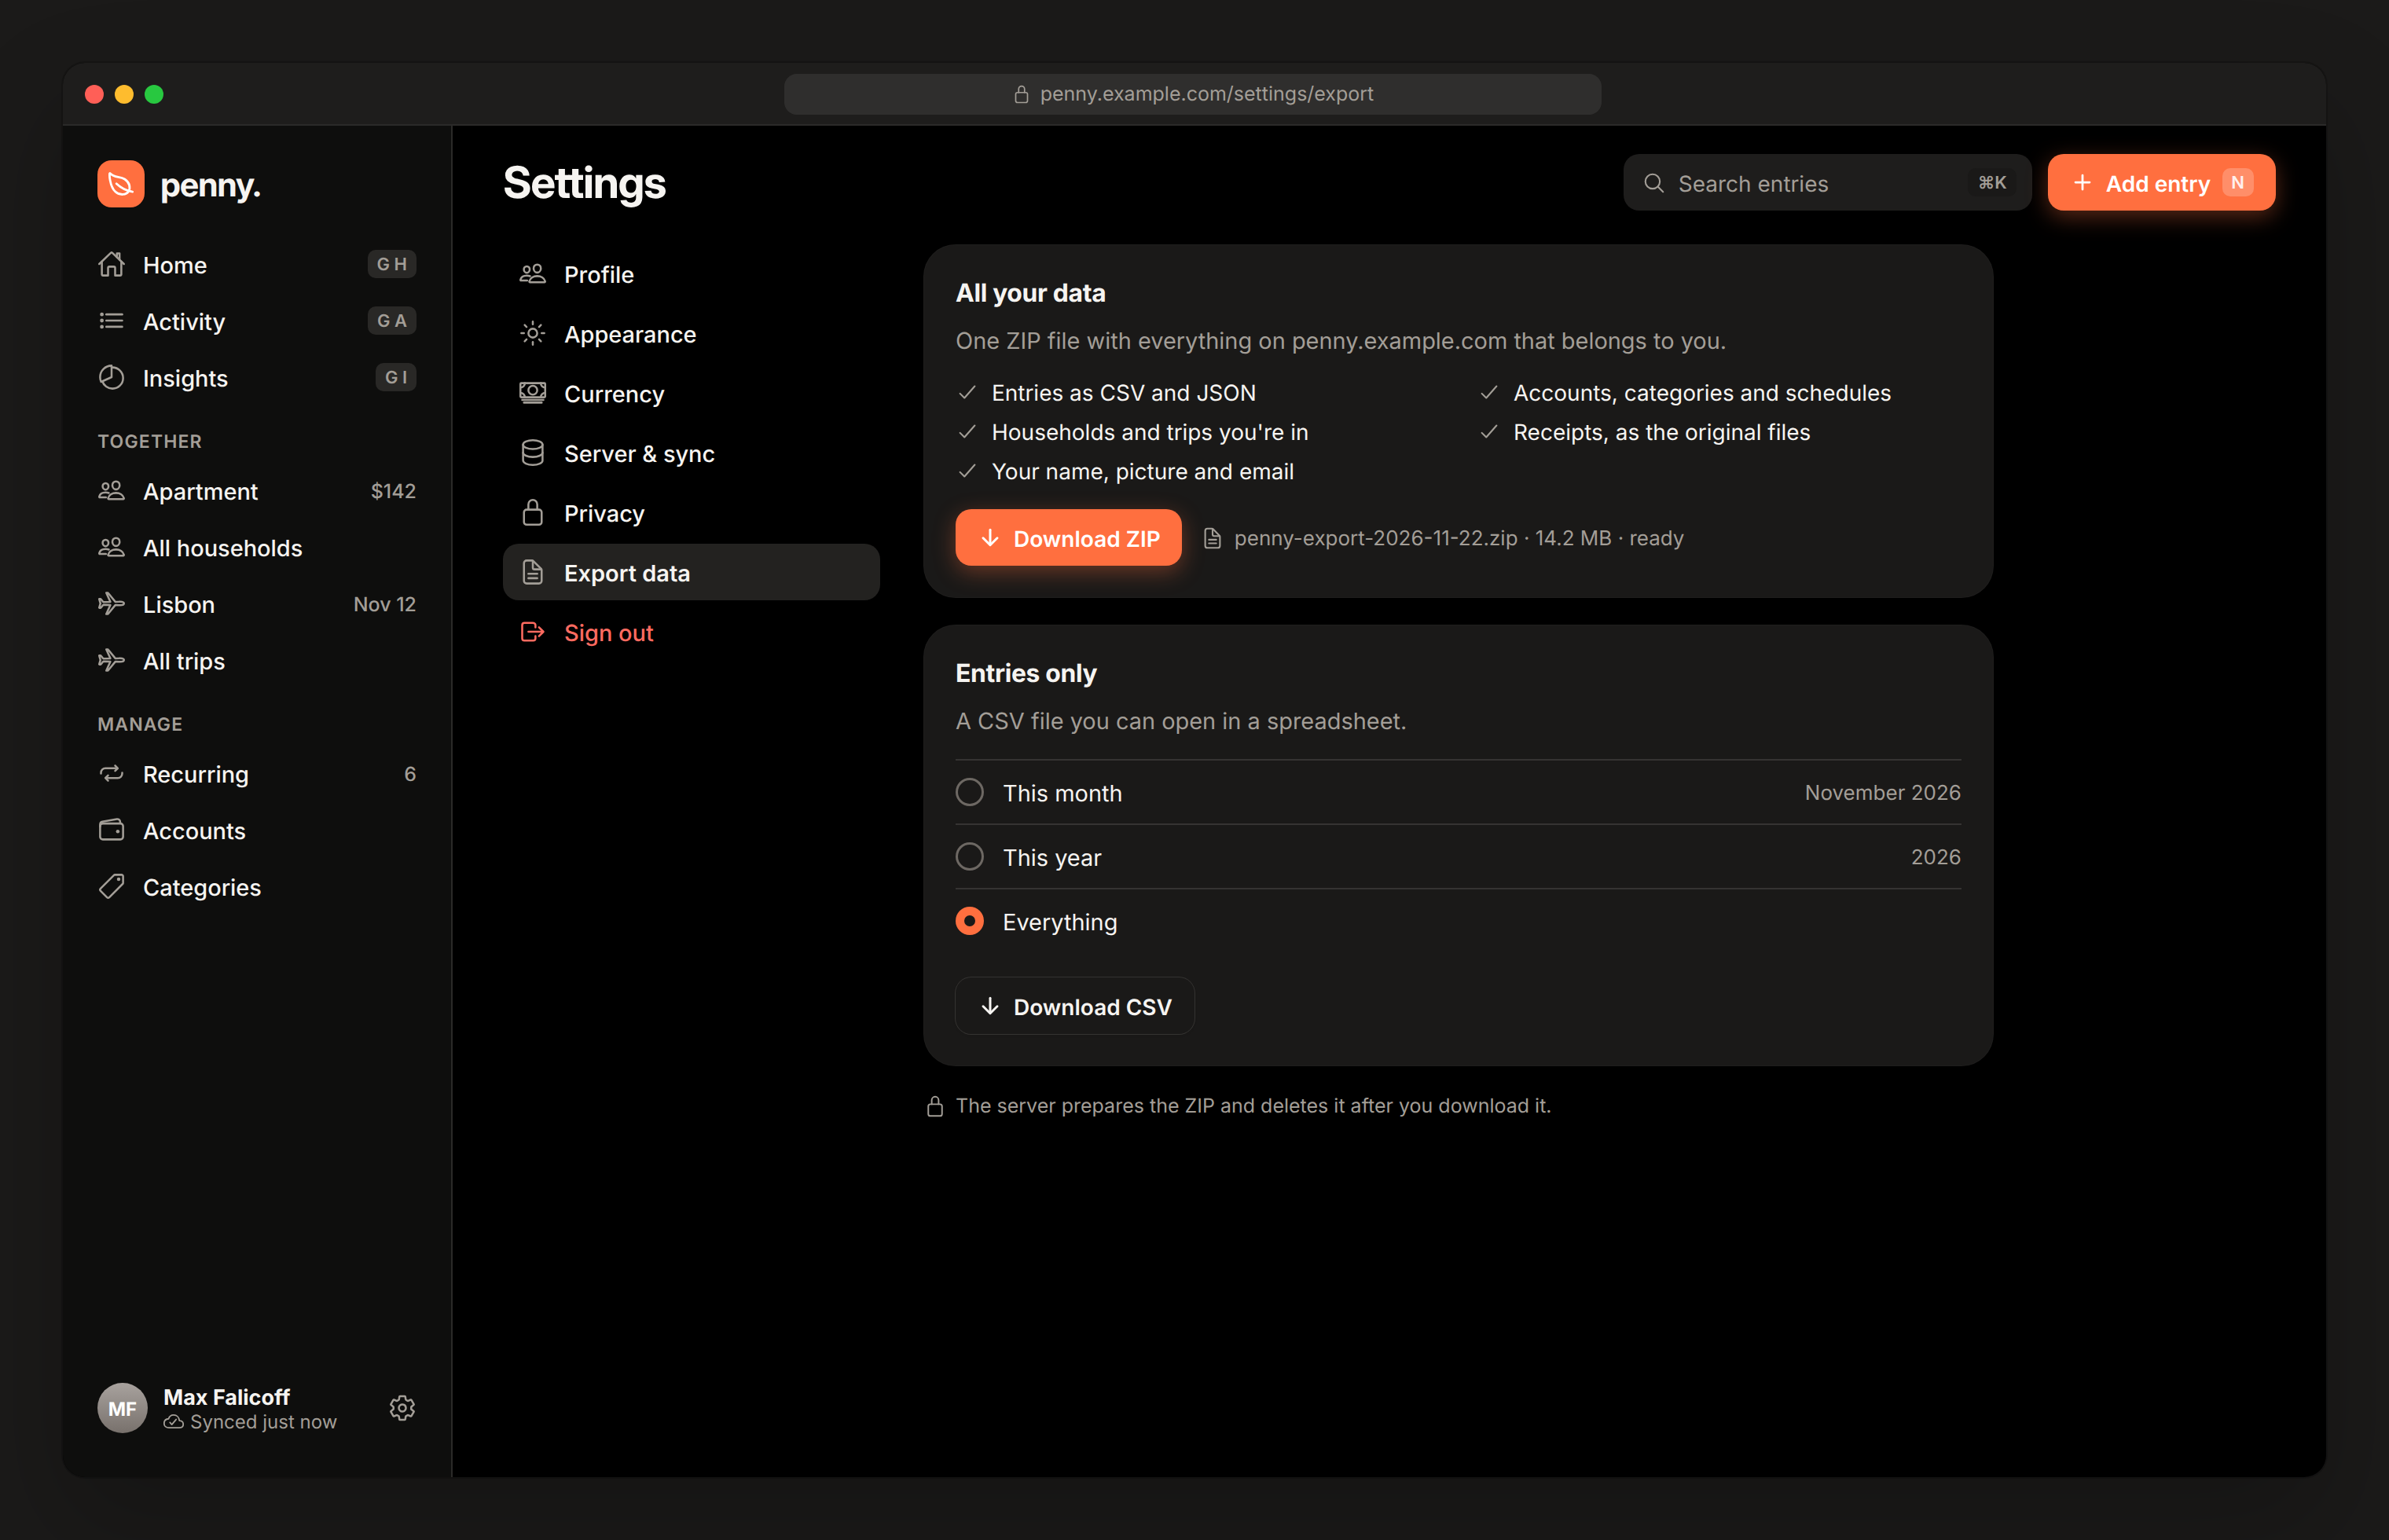 penny.example.com/settings/export
penny.
Home G H
Activity G A
Insights G I
TOGETHER
Apartment $142
All households
Lisbon Nov 12
All trips
MANAGE
Recurring 6
Accounts
Categories
MF
Max Falicoff
Synced just now
Settings
Search entries ⌘K
Add entry N
Profile
Appearance
Currency
Server & sync
Privacy
Export data
Sign out
All your data
One ZIP file with everything on penny.example.com that belongs to you.
Entries as CSV and JSON
Accounts, categories and schedules
Households and trips you're in
Receipts, as the original files
Your name, picture and email
Download ZIP
penny-export-2026-11-22.zip · 14.2 MB · ready
Entries only
A CSV file you can open in a spreadsheet.
This month November 2026
This year 2026
Everything
Download CSV
The server prepares the ZIP and deletes it after you download it.